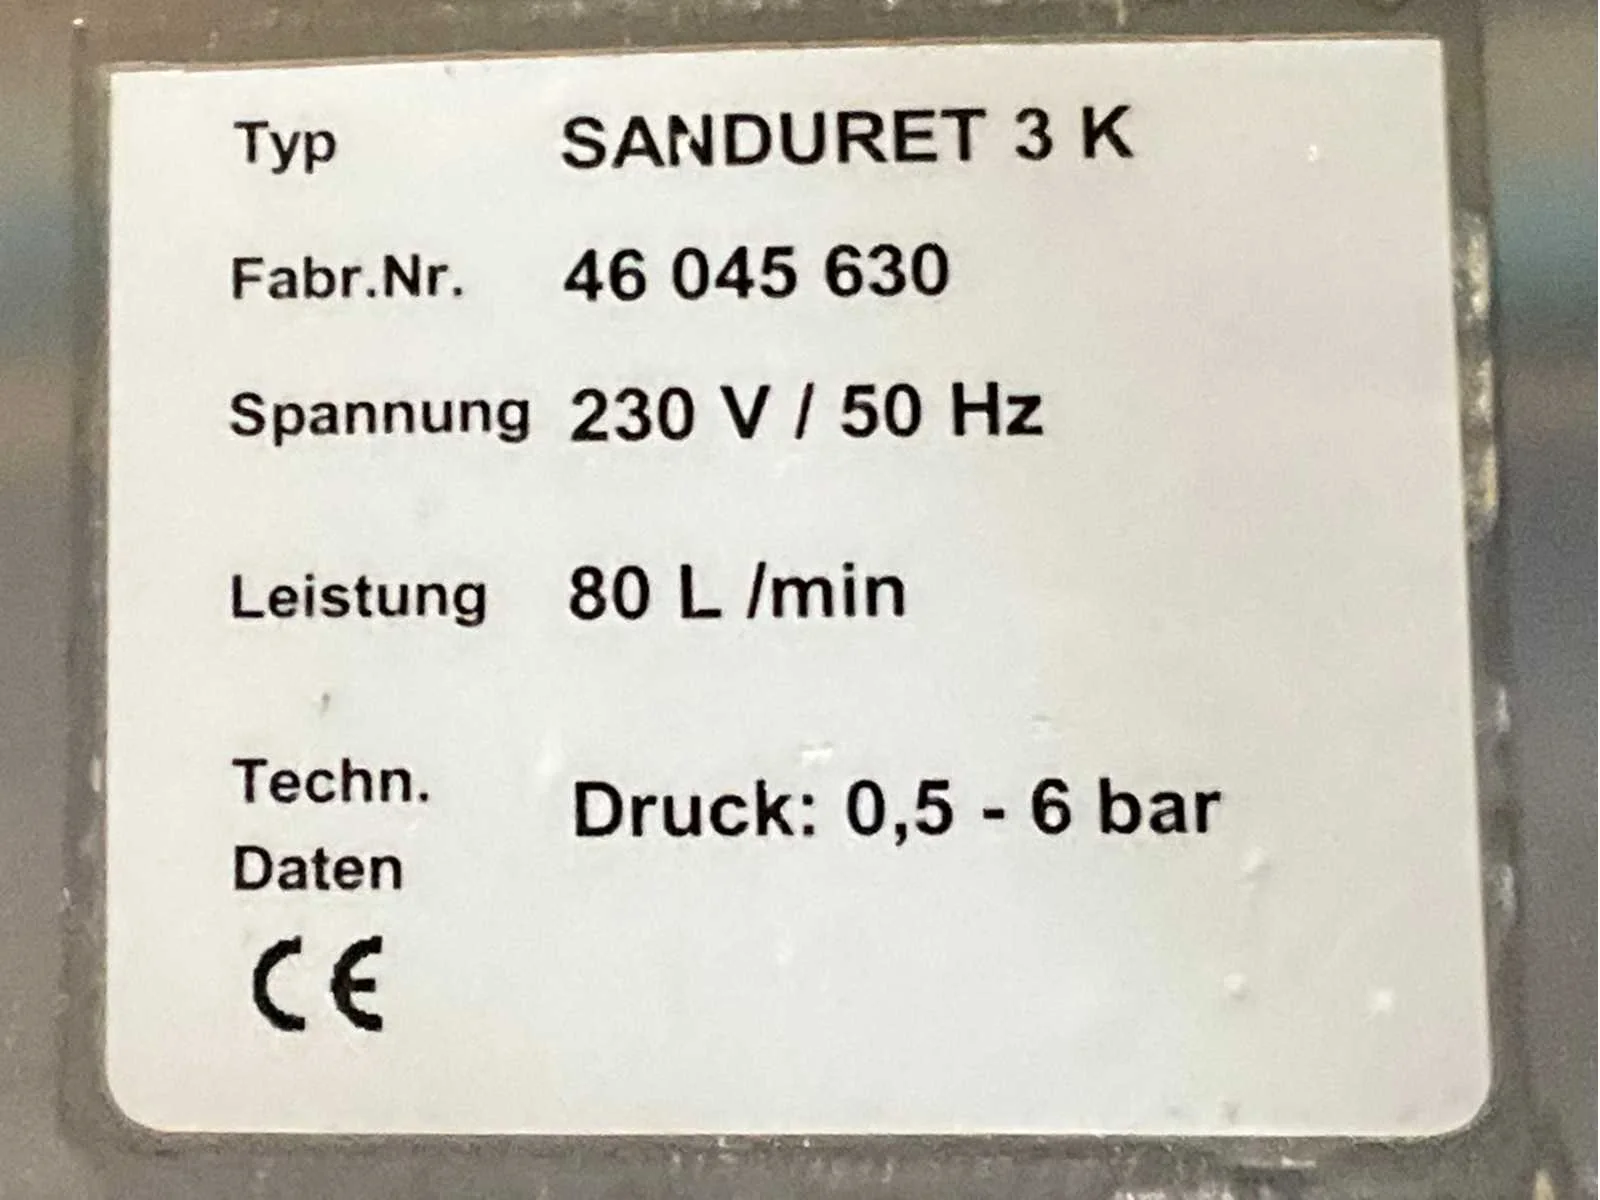 Typ SANDURET 3 K
Fabr.Nr. 46 045 630
Spannung 230 V / 50 Hz
Leistung 80 L /min
Techn.
Daten Druck: 0,5 - 6 bar
CE